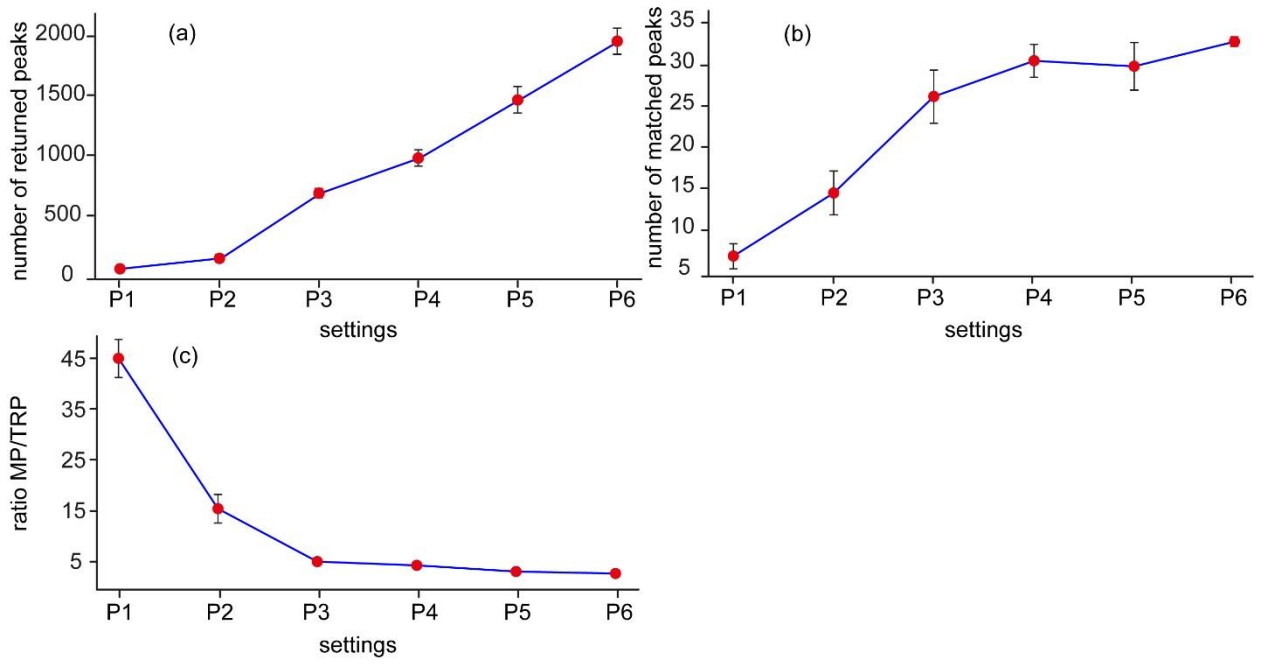 (a)
number of returned peaks
2000
1500
1000
500
0
P1 P2 P3 P4 P5 P6
settings
(b)
number of matched peaks
35
30
25
20
15
10
5
P1 P2 P3 P4 P5 P6
settings
(c)
ratio MP/TRP
45
35
25
15
5
P1 P2 P3 P4 P5 P6
settings